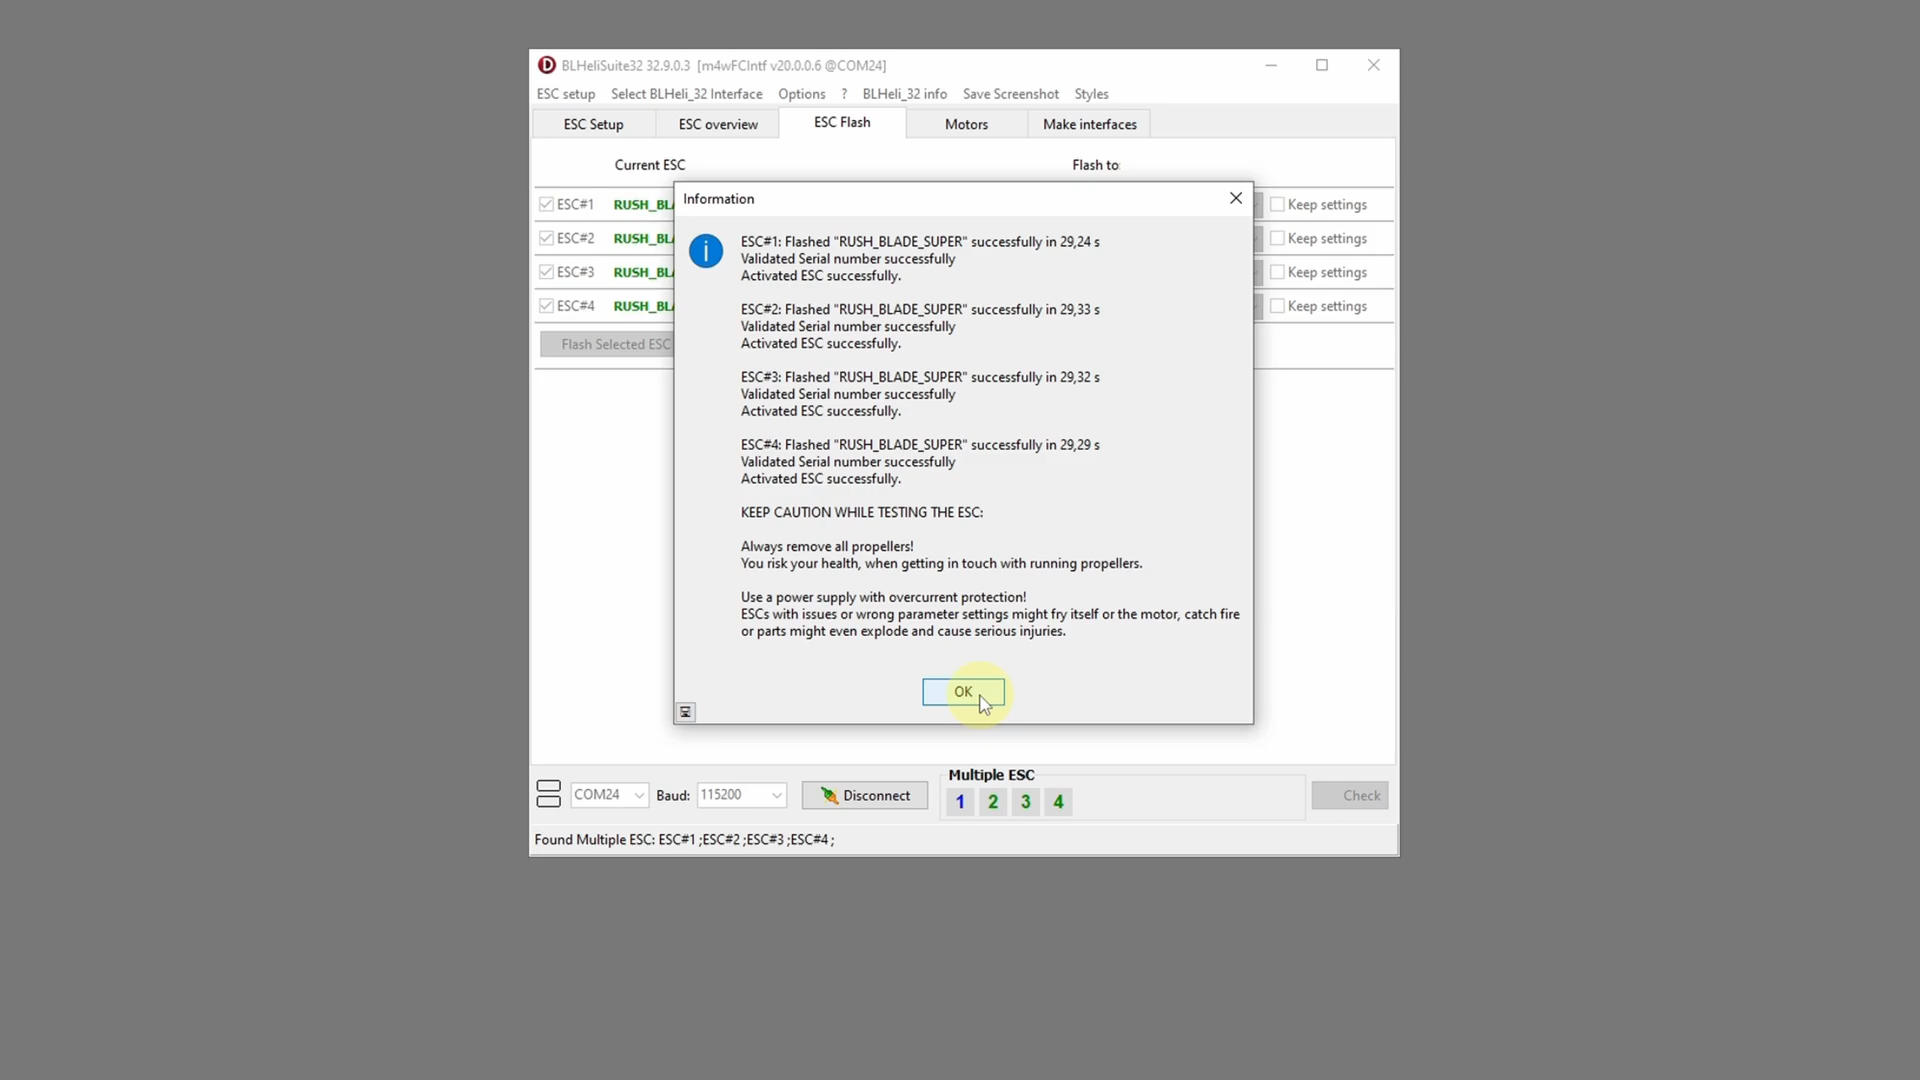 BLHeliSuite32 32.9.0.3 [m4wFCIntf v20.0.0.6 @COM24]
ESC setup Select BLHeli_32 Interface Options ? BLHeli_32 info Save Screenshot Styles
ESC Setup ESC overview ESC Flash Motors Make interfaces
Current ESC Flash to:
Information
ESC#1 RUSH_BL Keep settings
ESC#2 RUSH_BL Keep settings
ESC#3 RUSH_BL Keep settings
ESC#4 RUSH_BL Keep settings
Flash Selected ESC
ESC#1: Flashed "RUSH_BLADE_SUPER" successfully in 29,24 s
Validated Serial number successfully
Activated ESC successfully.
ESC#2: Flashed "RUSH_BLADE_SUPER" successfully in 29,33 s
Validated Serial number successfully
Activated ESC successfully.
ESC#3: Flashed "RUSH_BLADE_SUPER" successfully in 29,32 s
Validated Serial number successfully
Activated ESC successfully.
ESC#4: Flashed "RUSH_BLADE_SUPER" successfully in 29,29 s
Validated Serial number successfully
Activated ESC successfully.
KEEP CAUTION WHILE TESTING THE ESC:
Always remove all propellers!
You risk your health, when getting in touch with running propellers.
Use a power supply with overcurrent protection!
ESCs with issues or wrong parameter settings might fry itself or the motor, catch fire
or parts might even explode and cause serious injuries.
OK
Multiple ESC
COM24 Baud: 115200 Disconnect 1 2 3 4 Check
Found Multiple ESC: ESC#1 ;ESC#2 ;ESC#3 ;ESC#4 ;